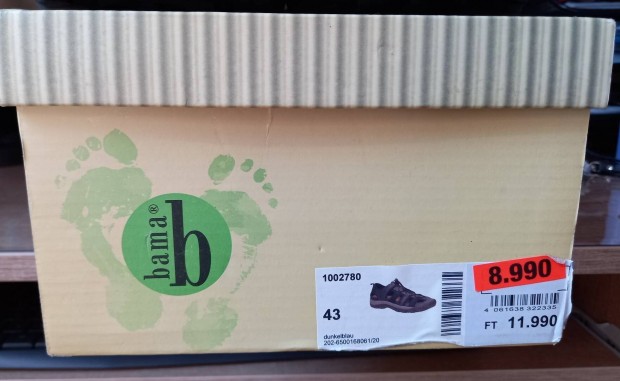 bama®
b
1002780
43
dunkelblau
202-6500168061/20
8.990
4 061638 322335
FT 11.990